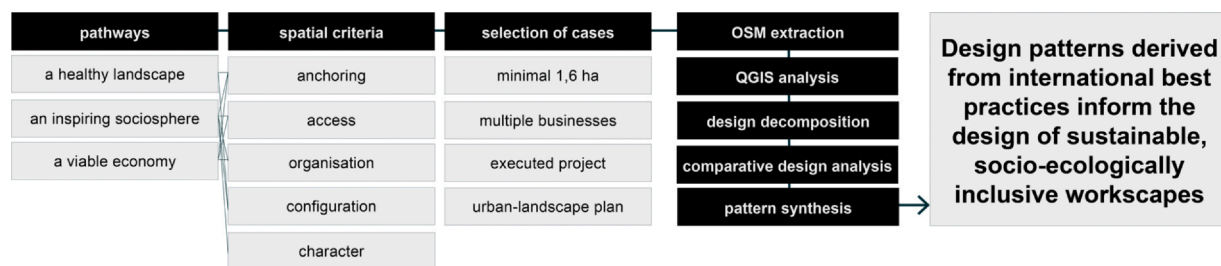 pathways
a healthy landscape
an inspiring sociosphere
a viable economy
spatial criteria
anchoring
access
organisation
configuration
character
selection of cases
minimal 1,6 ha
multiple businesses
executed project
urban-landscape plan
OSM extraction
QGIS analysis
design decomposition
comparative design analysis
pattern synthesis
Design patterns derived
from international best
practices inform the
design of sustainable,
socio-ecologically
inclusive workscapes